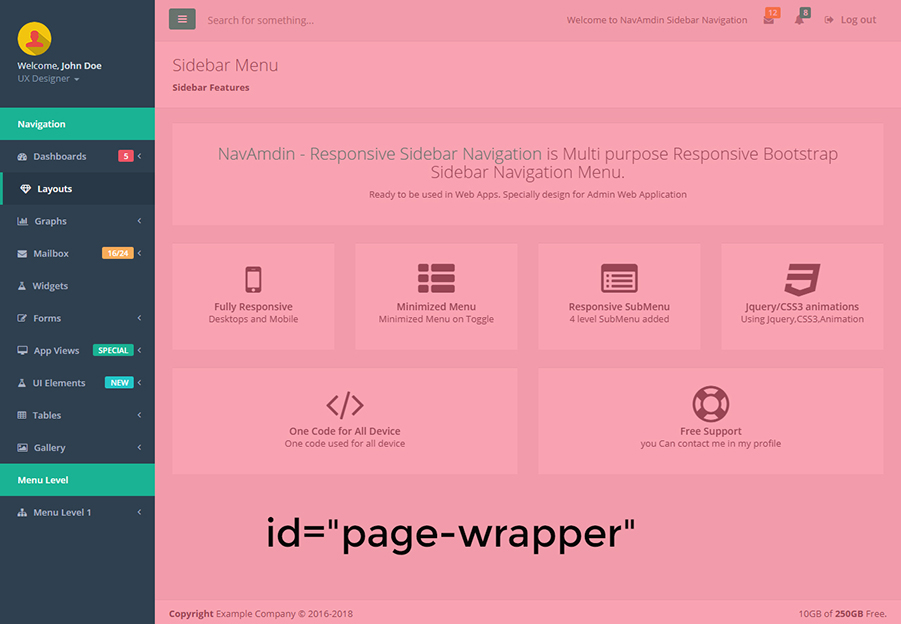 Search for something...
Welcome to NavAmdin Sidebar Navigation
12
8
Log out
Welcome, John Doe
UX Designer
Navigation
Dashboards 5
Layouts
Graphs
Mailbox 16/24
Widgets
Forms
App Views SPECIAL
UI Elements NEW
Tables
Gallery
Menu Level
Menu Level 1
Sidebar Menu
Sidebar Features
NavAmdin - Responsive Sidebar Navigation is Multi purpose Responsive Bootstrap
Sidebar Navigation Menu.
Ready to be used in Web Apps. Specially design for Admin Web Application
Fully Responsive
Desktops and Mobile
Minimized Menu
Minimized Menu on Toggle
Responsive SubMenu
4 level SubMenu added
Jquery/CSS3 animations
Using Jquery,CSS3,Animation
One Code for All Device
One code used for all device
Free Support
you Can contact me in my profile
id="page-wrapper"
Copyright Example Company © 2016-2018
10GB of 250GB Free.